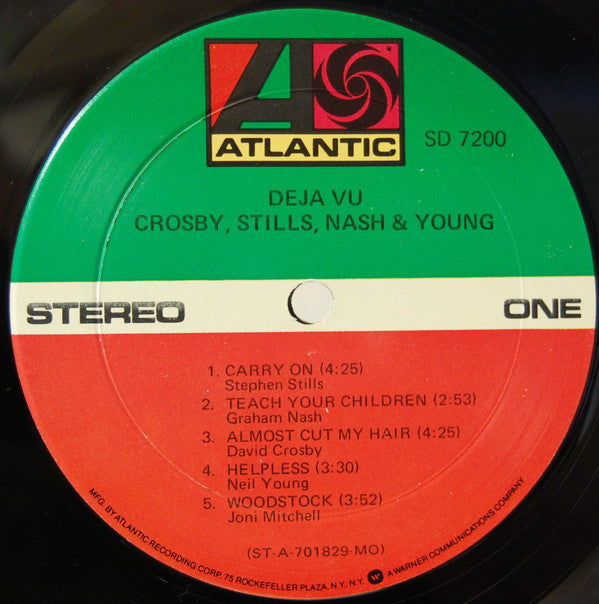 ATLANTIC
SD 7200
DEJA VU
CROSBY, STILLS, NASH & YOUNG
STEREO
ONE
1. CARRY ON (4:25)
Stephen Stills
2. TEACH YOUR CHILDREN (2:53)
Graham Nash
3. ALMOST CUT MY HAIR (4:25)
David Crosby
4. HELPLESS (3:30)
Neil Young
5. WOODSTOCK (3:52)
Joni Mitchell
(ST-A-701829-MO)
MFG. BY ATLANTIC RECORDING CORP. 75 ROCKEFELLER PLAZA, N.Y. N.Y. W A WARNER COMMUNICATIONS COMPANY